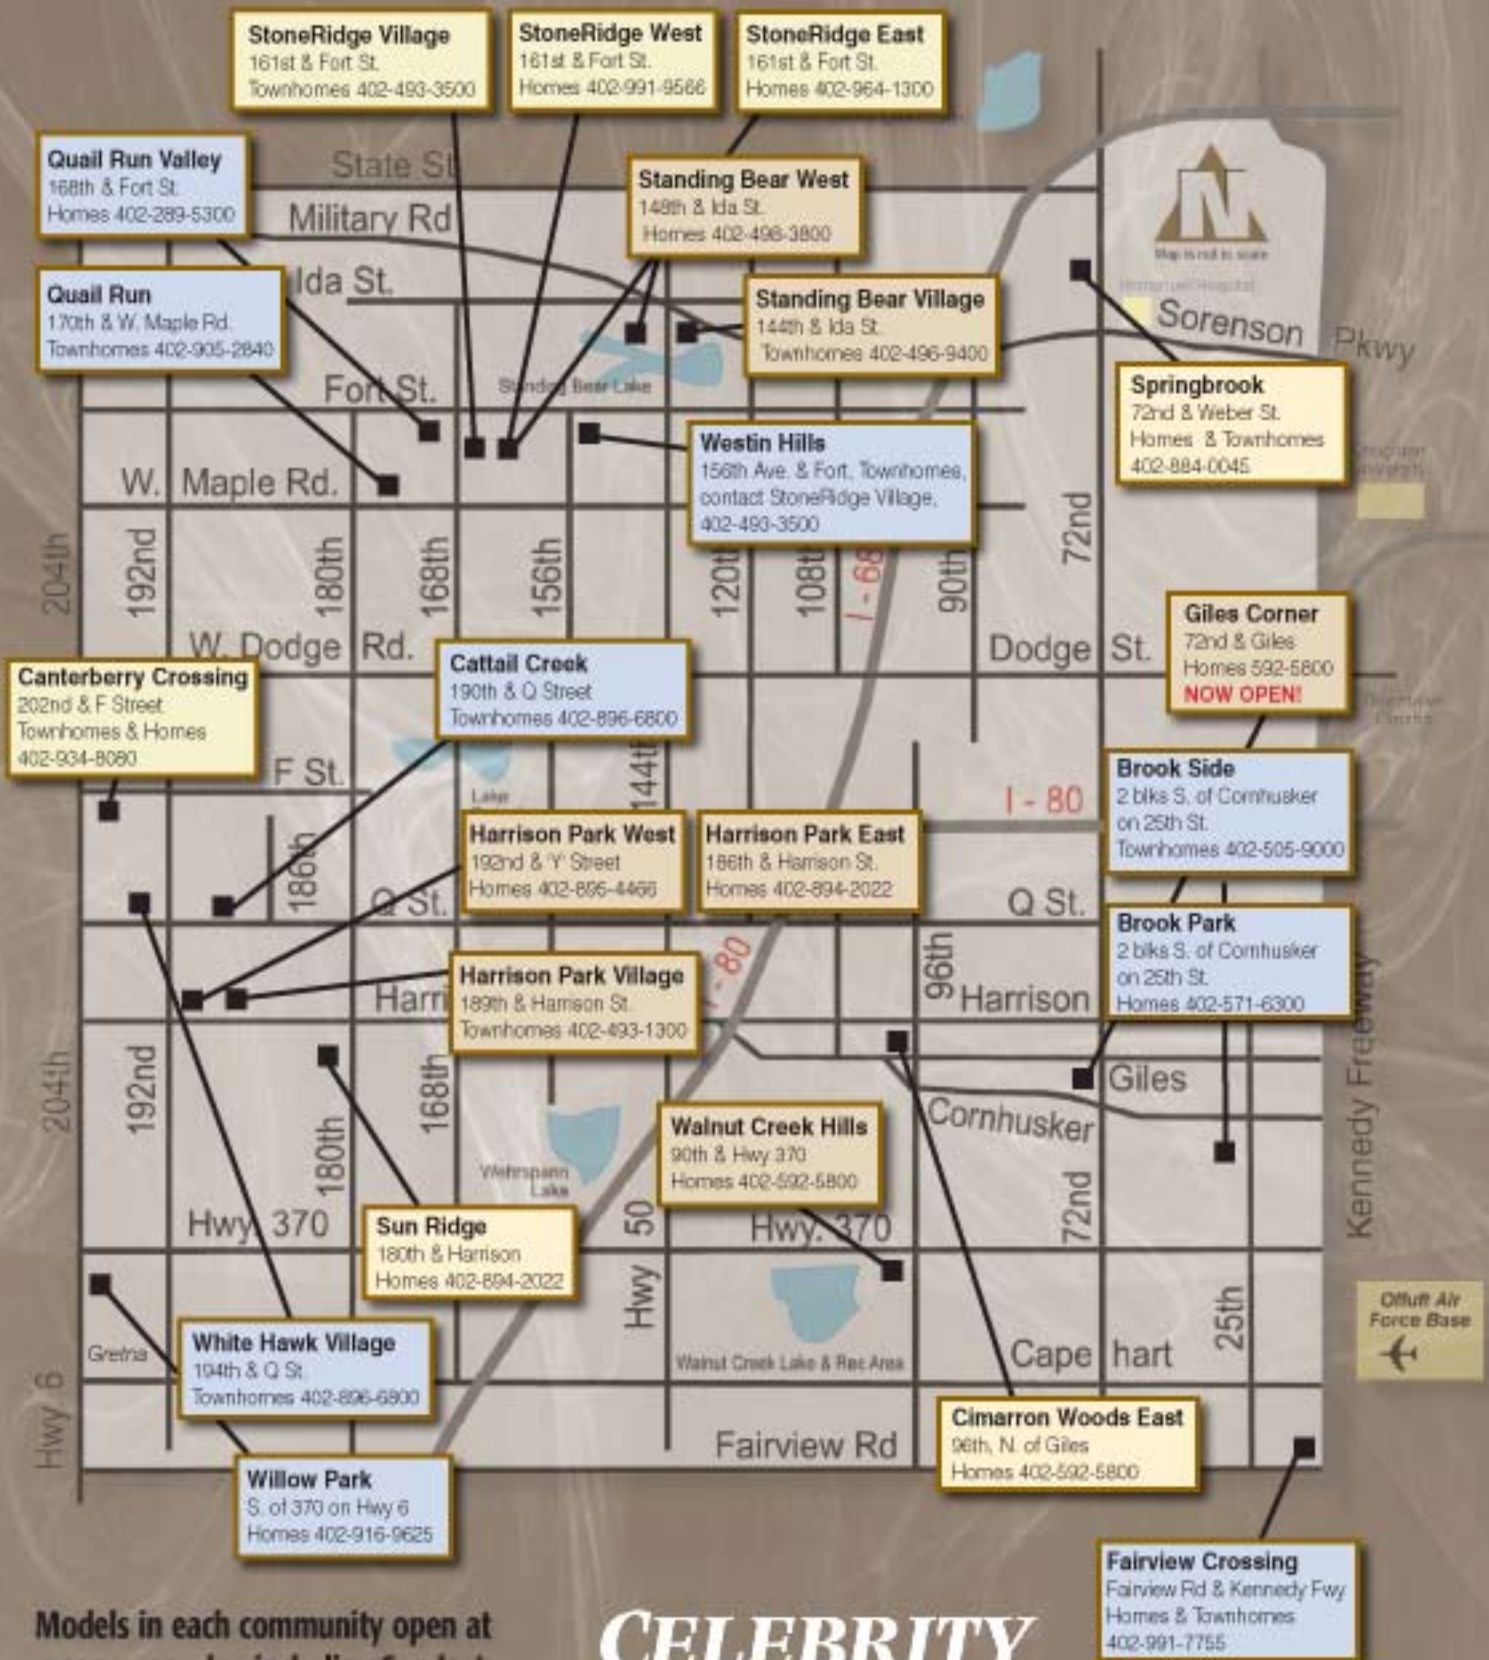 StoneRidge Village
161st & Fort St.
Townhomes 402-493-3500
StoneRidge West
161st & Fort St.
Homes 402-991-9566
StoneRidge East
161st & Fort St.
Homes 402-964-1300
Quail Run Valley
168th & Fort St.
Homes 402-289-5300
State St
Military Rd
Standing Bear West
148th & Ida St.
Homes 402-496-3800
N
Map is not to scale
Quail Run
170th & W. Maple Rd.
Townhomes 402-905-2840
Ida St.
Standing Bear Village
144th & Ida St.
Townhomes 402-496-9400
Sorenson Pkwy
Fort St.
Standing Bear Lake
Springbrook
72nd & Weber St.
Homes & Townhomes
402-884-0045
Westin Hills
156th Ave. & Fort, Townhomes,
contact StoneRidge Village,
402-493-3500
W. Maple Rd.
204th
192nd
180th
168th
156th
120th
108th
I - 68
90th
72nd
W. Dodge Rd.
Dodge St.
Giles Corner
72nd & Giles
Homes 592-5800
NOW OPEN!
Canterberry Crossing
202nd & F Street
Townhomes & Homes
402-934-8080
Cattail Creek
190th & Q Street
Townhomes 402-896-6800
F St.
Lake
144th
I - 80
Brook Side
2 blks S. of Cornhusker
on 25th St.
Townhomes 402-505-9000
186th
Harrison Park West
192nd & 'Y' Street
Homes 402-895-4466
Harrison Park East
186th & Harrison St.
Homes 402-894-2022
Q St.
Q St.
Brook Park
2 blks S. of Cornhusker
on 25th St.
Homes 402-571-6300
I - 80
96th
Harri
Harrison Park Village
189th & Harrison St.
Townhomes 402-493-1300
Harrison
Kennedy Freeway
204th
192nd
180th
168th
Giles
Cornhusker
Walnut Creek Hills
90th & Hwy 370
Homes 402-592-5800
Wehrspann
Lake
72nd
Hwy. 370
Sun Ridge
180th & Harrison
Homes 402-894-2022
Hwy 50
Hwy. 370
25th
Offutt Air
Force Base
Gretna
White Hawk Village
194th & Q St.
Townhomes 402-896-6800
Walnut Creek Lake & Rec Area
Cape hart
Hwy. 6
Fairview Rd
Cimarron Woods East
96th, N. of Giles
Homes 402-592-5800
Willow Park
S. of 370 on Hwy 6
Homes 402-916-9625
Fairview Crossing
Fairview Rd & Kennedy Fwy
Homes & Townhomes
402-991-7755
Models in each community open at
CELEBRITY